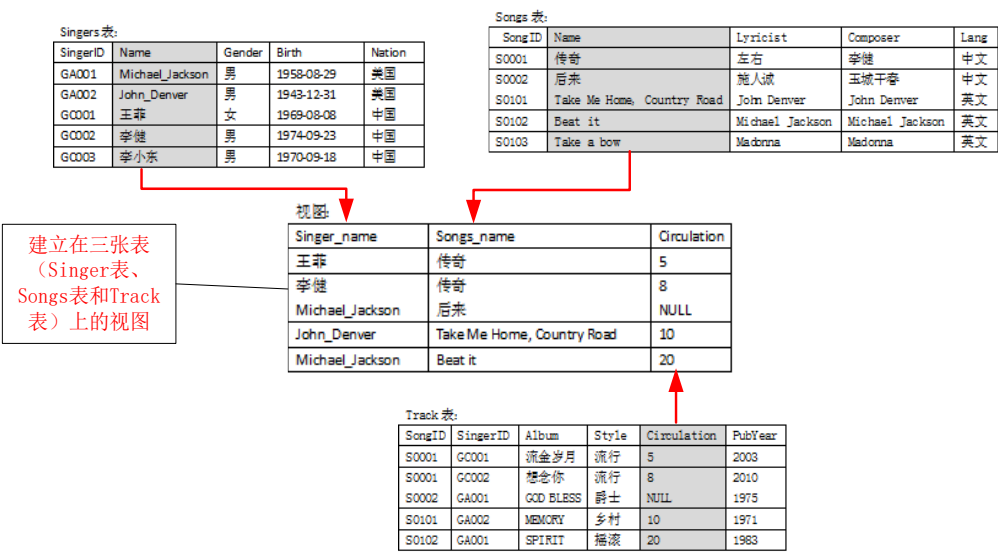 Singers表:
SingerID Name Gender Birth Nation
GA001 Michael_Jackson 男 1958-08-29 美国
GA002 John_Denver 男 1943-12-31 美国
GC001 王菲 女 1969-08-08 中国
GC002 李健 男 1974-09-23 中国
GC003 李小东 男 1970-09-18 中国
Songs 表:
SongID Name Lyricist Composer Lang
S0001 传奇 左右 李健 中文
S0002 后来 施人诚 玉城干春 中文
S0101 Take Me Home, Country Road John Denver John Denver 英文
S0102 Beat it Michael Jackson Michael Jackson 英文
S0103 Take a bow Madonna Madonna 英文
视图:
Singer_name Songs_name Circulation
王菲 传奇 5
李健 传奇 8
Michael_Jackson 后来 NULL
John_Denver Take Me Home, Country Road 10
Michael_Jackson Beat it 20
建立在三张表
（Singer表、
Songs表和Track
表）上的视图
Track 表:
SongID SingerID Album Style Circulation PubYear
S0001 GC001 流金岁月 流行 5 2003
S0001 GC002 想念你 流行 8 2010
S0002 GA001 GOD BLESS 爵士 NULL 1975
S0101 GA002 MEMORY 乡村 10 1971
S0102 GA001 SPIRIT 摇滚 20 1983